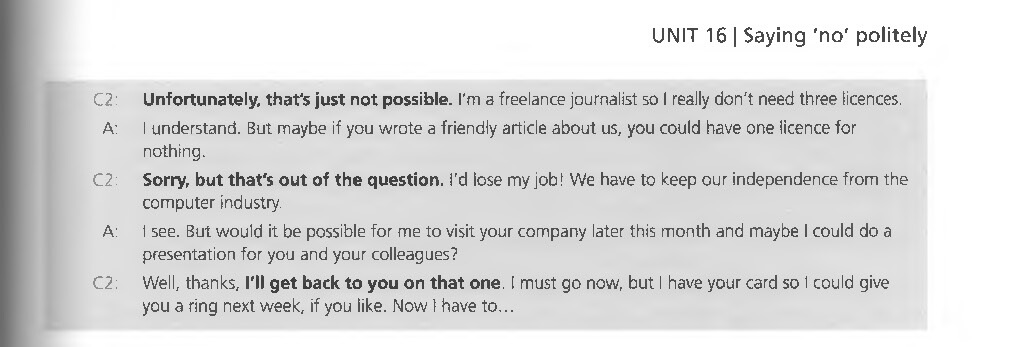 UNIT 16 | Saying 'no' politely
C2: Unfortunately, that's just not possible. I'm a freelance journalist so I really don't need three licences.
A: I understand. But maybe if you wrote a friendly article about us, you could have one licence for
nothing.
C2: Sorry, but that's out of the question. I'd lose my job! We have to keep our independence from the
computer industry.
A: I see. But would it be possible for me to visit your company later this month and maybe I could do a
presentation for you and your colleagues?
C2: Well, thanks, I'll get back to you on that one. I must go now, but I have your card so I could give
you a ring next week, if you like. Now I have to...